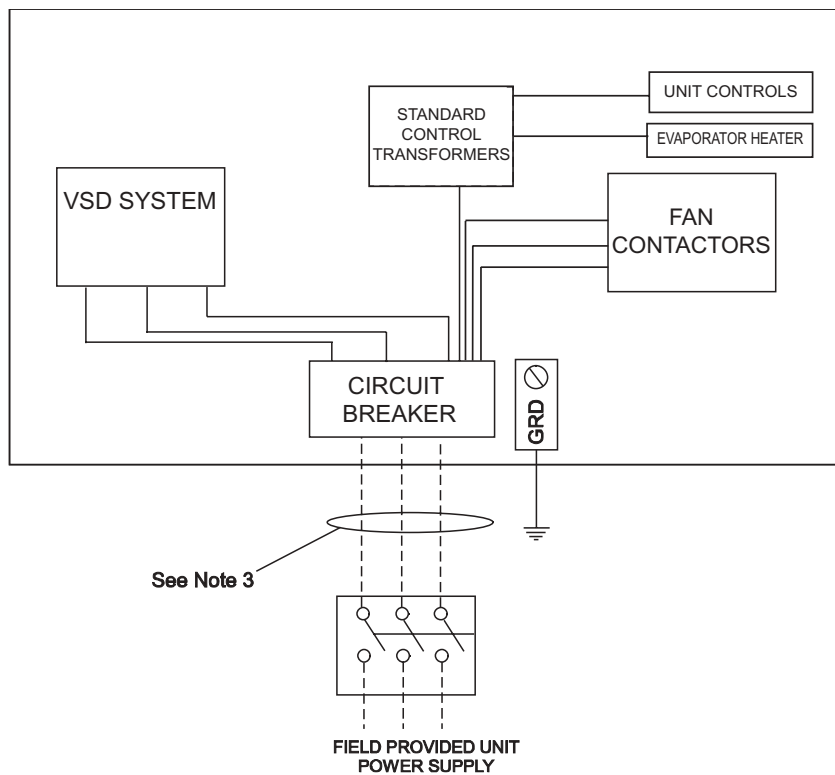 UNIT CONTROLS
STANDARD
CONTROL
TRANSFORMERS
EVAPORATOR HEATER
VSD SYSTEM
FAN
CONTACTORS
CIRCUIT
BREAKER
GRD
See Note 3
FIELD PROVIDED UNIT
POWER SUPPLY